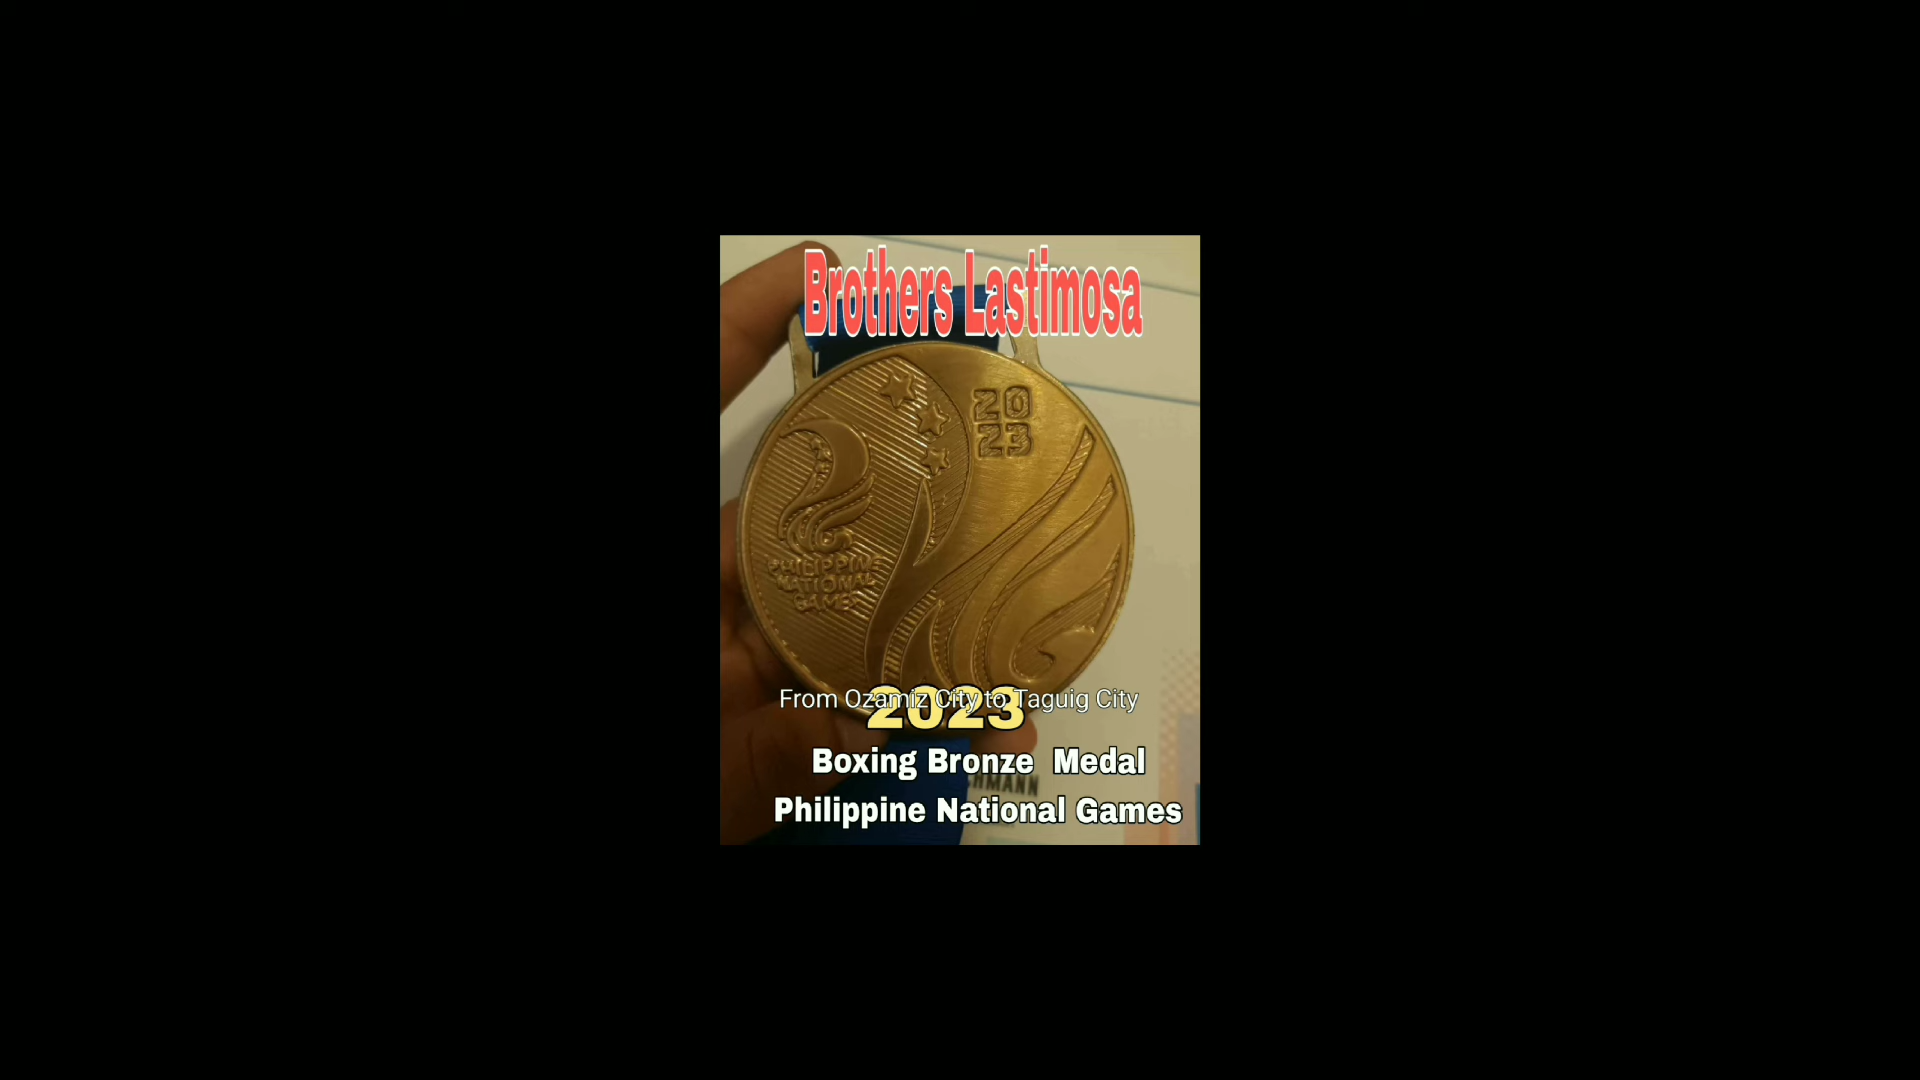 Brothers Lastimosa
20
23
PHILIPPINE
NATIONAL
GAMES
From Ozamiz City to Taguig City
2023
Boxing Bronze Medal
HMANN
Philippine National Games